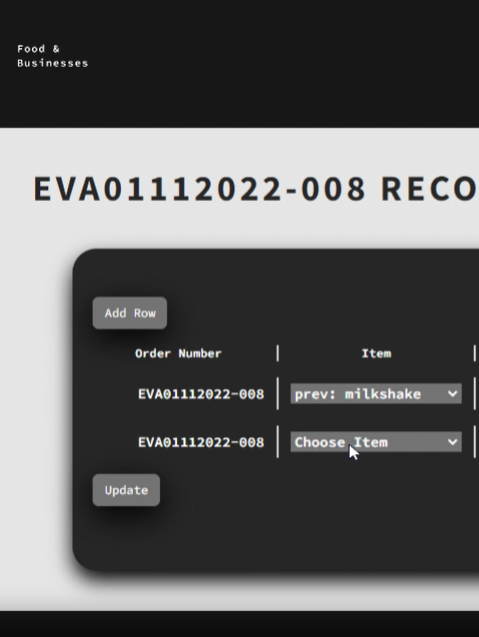 Food &
Businesses
EVA01112022-008 RECO
Add Row
Order Number | Item |
EVA01112022-008 prev: milkshake
EVA01112022-008 Choose Item
Update